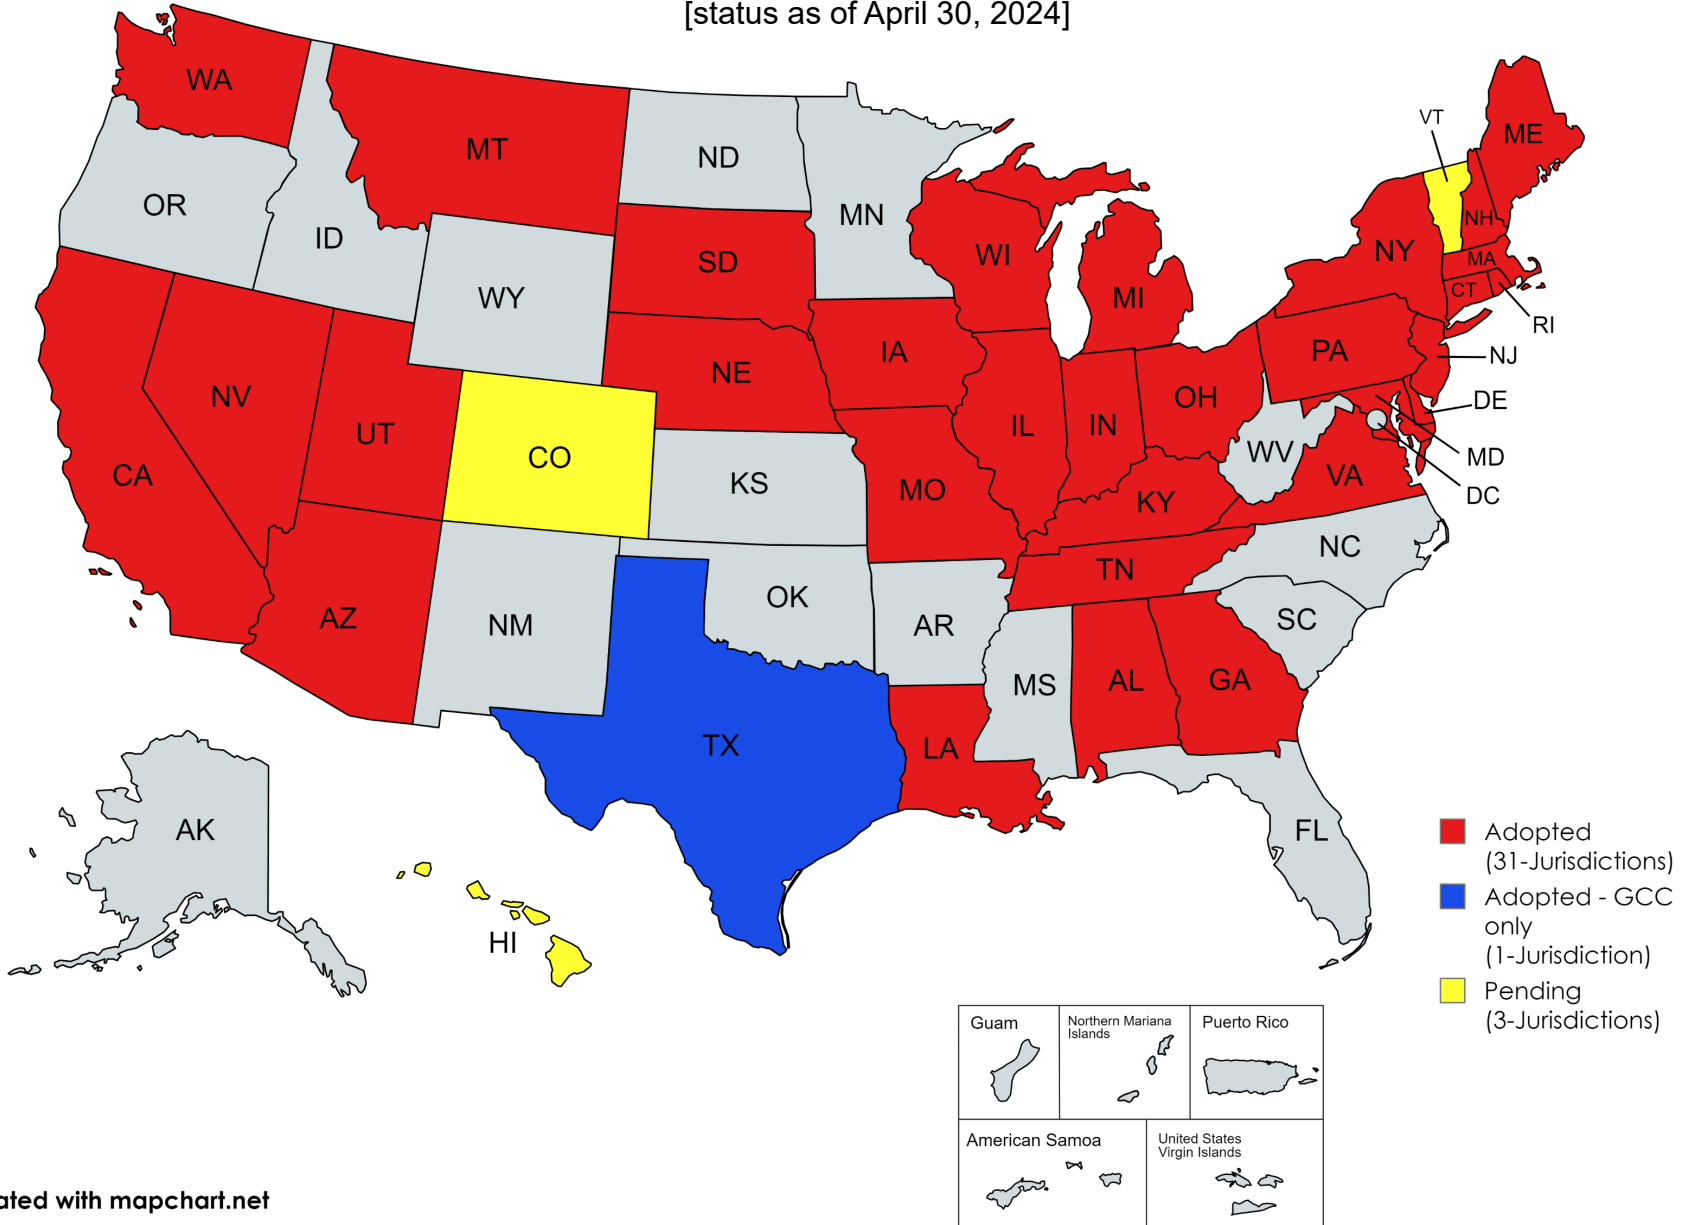 [status as of April 30, 2024]
WA
MT
ND
MN
OR
ID
WY
SD
WI
MI
VT
ME
NH
NY
MA
CT
RI
NJ
PA
DE
MD
DC
NV
UT
CO
NE
IA
IL
IN
OH
WV
VA
CA
KS
MO
KY
NC
TN
AZ
NM
OK
AR
SC
MS
AL
GA
TX
LA
FL
AK
HI
Adopted
(31-Jurisdictions)
Adopted - GCC
only
(1-Jurisdiction)
Pending
(3-Jurisdictions)
Guam
Northern Mariana
Islands
Puerto Rico
American Samoa
United States
Virgin Islands
ated with mapchart.net